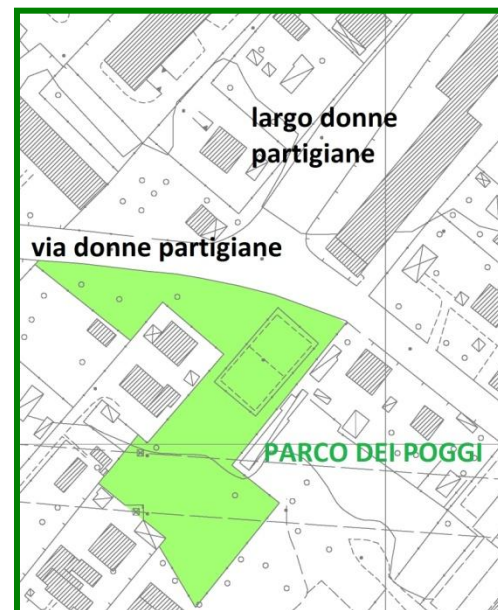 largo donne
partigiane
via donne partigiane
PARCO DEI POGGI